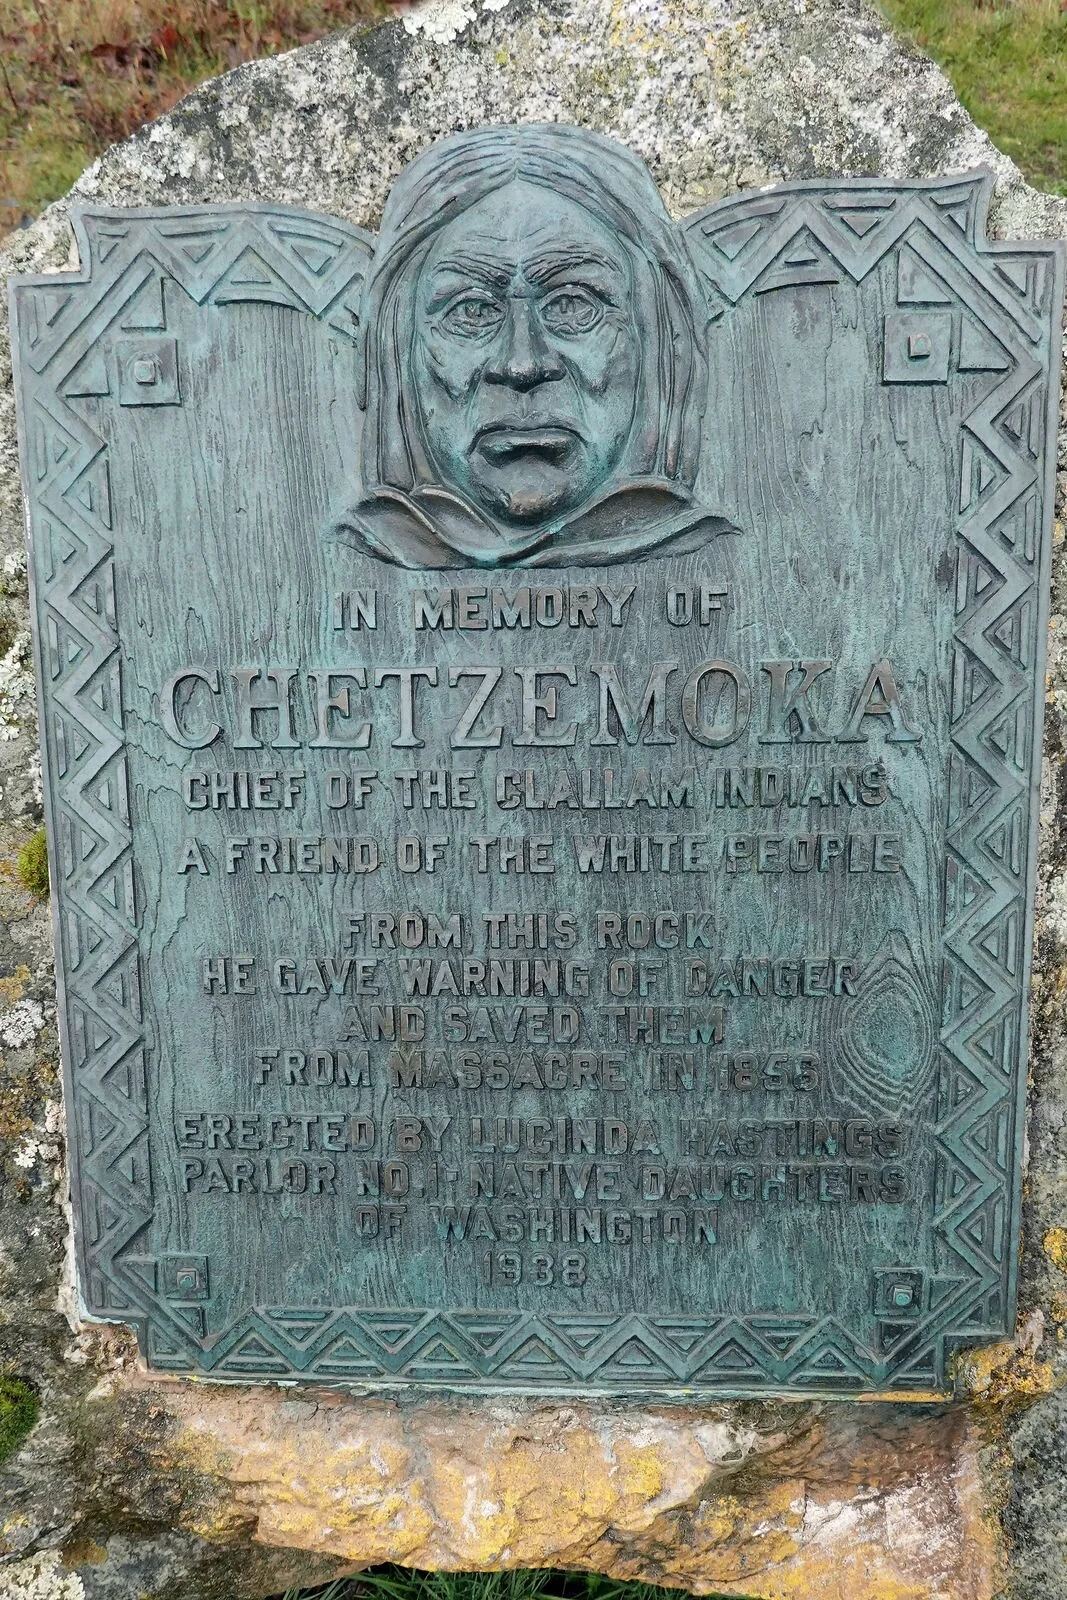 IN MEMORY OF
CHETZEMOKA
CHIEF OF THE CLALLAM INDIANS
A FRIEND OF THE WHITE PEOPLE
FROM THIS ROCK
HE GAVE WARNING OF DANGER
AND SAVED THEM
FROM MASSACRE IN 1856
ERECTED BY LUCINDA HASTINGS
PARLOR NO.1- NATIVE DAUGHTERS
OF WASHINGTON
1938